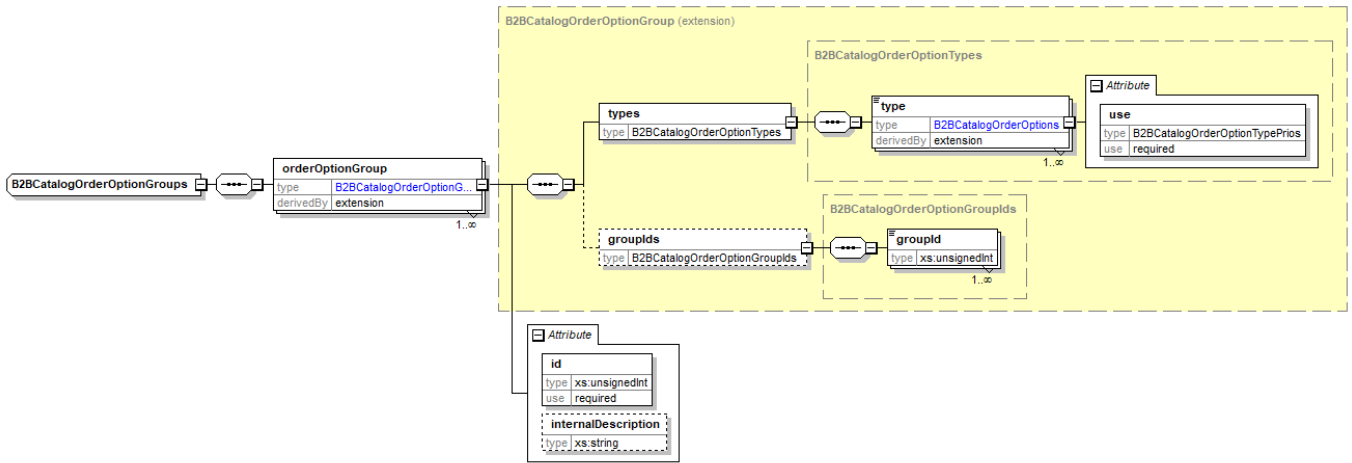 B2BCatalogOrderOptionGroup (extension)
B2BCatalogOrderOptionTypes
Attribute
types
type B2BCatalogOrderOptionTypes
type
type B2BCatalogOrderOptions
derivedBy extension
1..∞
use
type B2BCatalogOrderOptionTypePrios
use required
B2BCatalogOrderOptionGroups
orderOptionGroup
type B2BCatalogOrderOptionG...
derivedBy extension
1..∞
B2BCatalogOrderOptionGroupIds
groupIds
type B2BCatalogOrderOptionGroupIds
groupId
type xs:unsignedInt
1..∞
Attribute
id
type xs:unsignedInt
use required
internalDescription
type xs:string